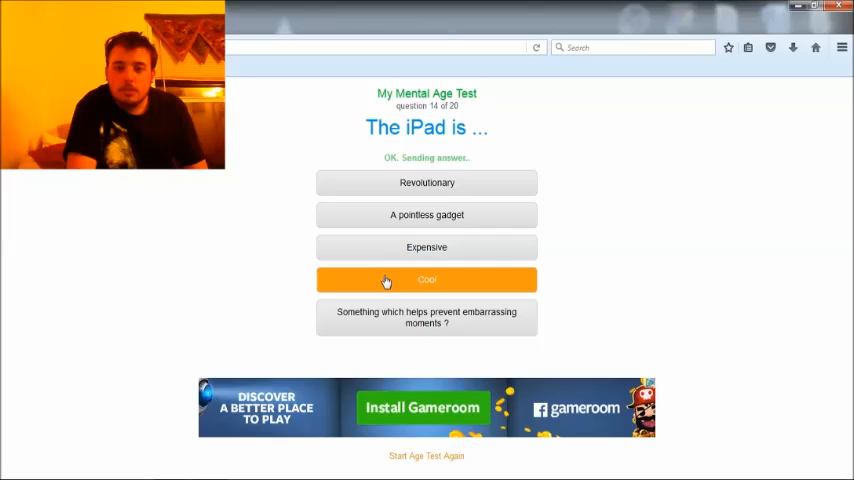 Search
My Mental Age Test
question 14 of 20
The iPad is ...
OK. Sending answer..
Revolutionary
A pointless gadget
Expensive
Cool
Something which helps prevent embarrassing
moments ?
DISCOVER
A BETTER PLACE
TO PLAY
Install Gameroom
gameroom
Start Age Test Again